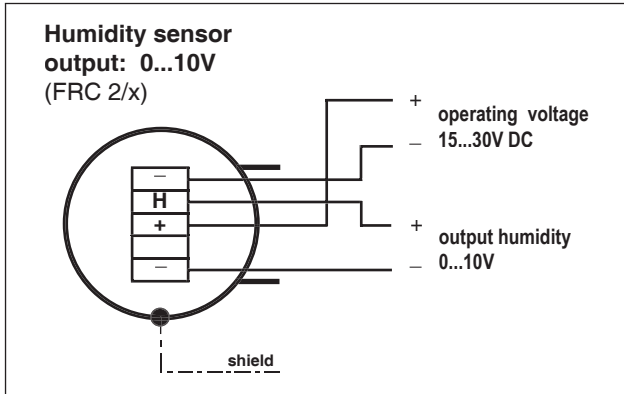 Humidity sensor
output: 0...10V
(FRC 2/x)
+
operating voltage
– 15...30V DC
–
H
+
–
+
output humidity
– 0...10V
shield